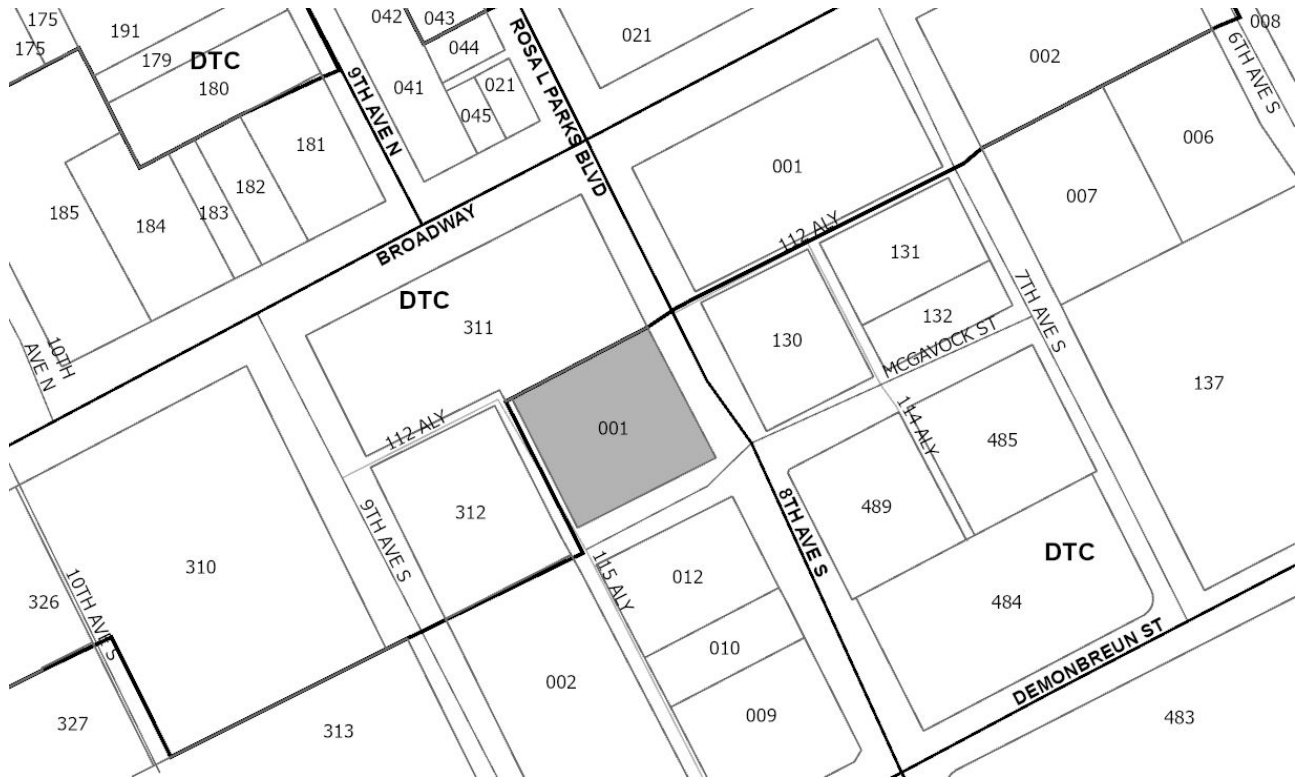 175
191
042
043
008
175
179
DTC
044
021
002
6TH AVE S
180
9TH AVE N
041
021
045
ROSA L PARKS BLVD
181
001
006
182
185
184
183
007
BROADWAY
112 ALY
131
DTC
7TH AVE S
311
132
130
MCGAVOCK ST
10TH
AVE N
137
112 ALY
001
114 ALY
485
312
9TH AVE S
8TH AVE S
489
DTC
310
115 ALY
012
326
10TH AVE S
484
010
DEMONBREUN ST
002
009
327
313
483